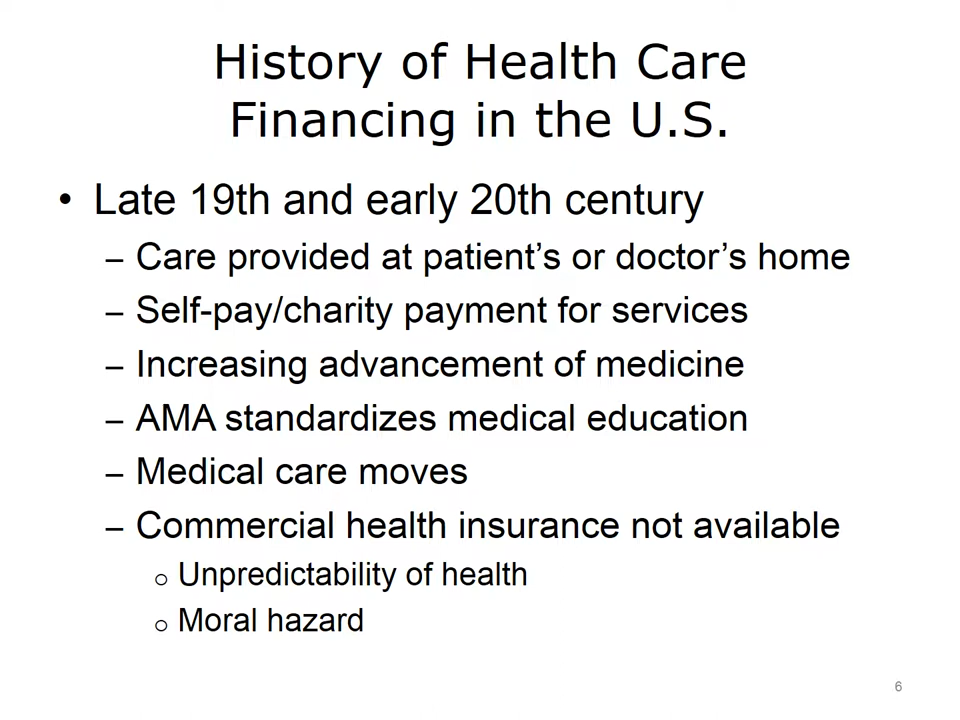 History of Health Care
Financing in the U.S.
• Late 19th and early 20th century
– Care provided at patient’s or doctor’s home
– Self-pay/charity payment for services
– Increasing advancement of medicine
– AMA standardizes medical education
– Medical care moves
– Commercial health insurance not available
o Unpredictability of health
o Moral hazard
6